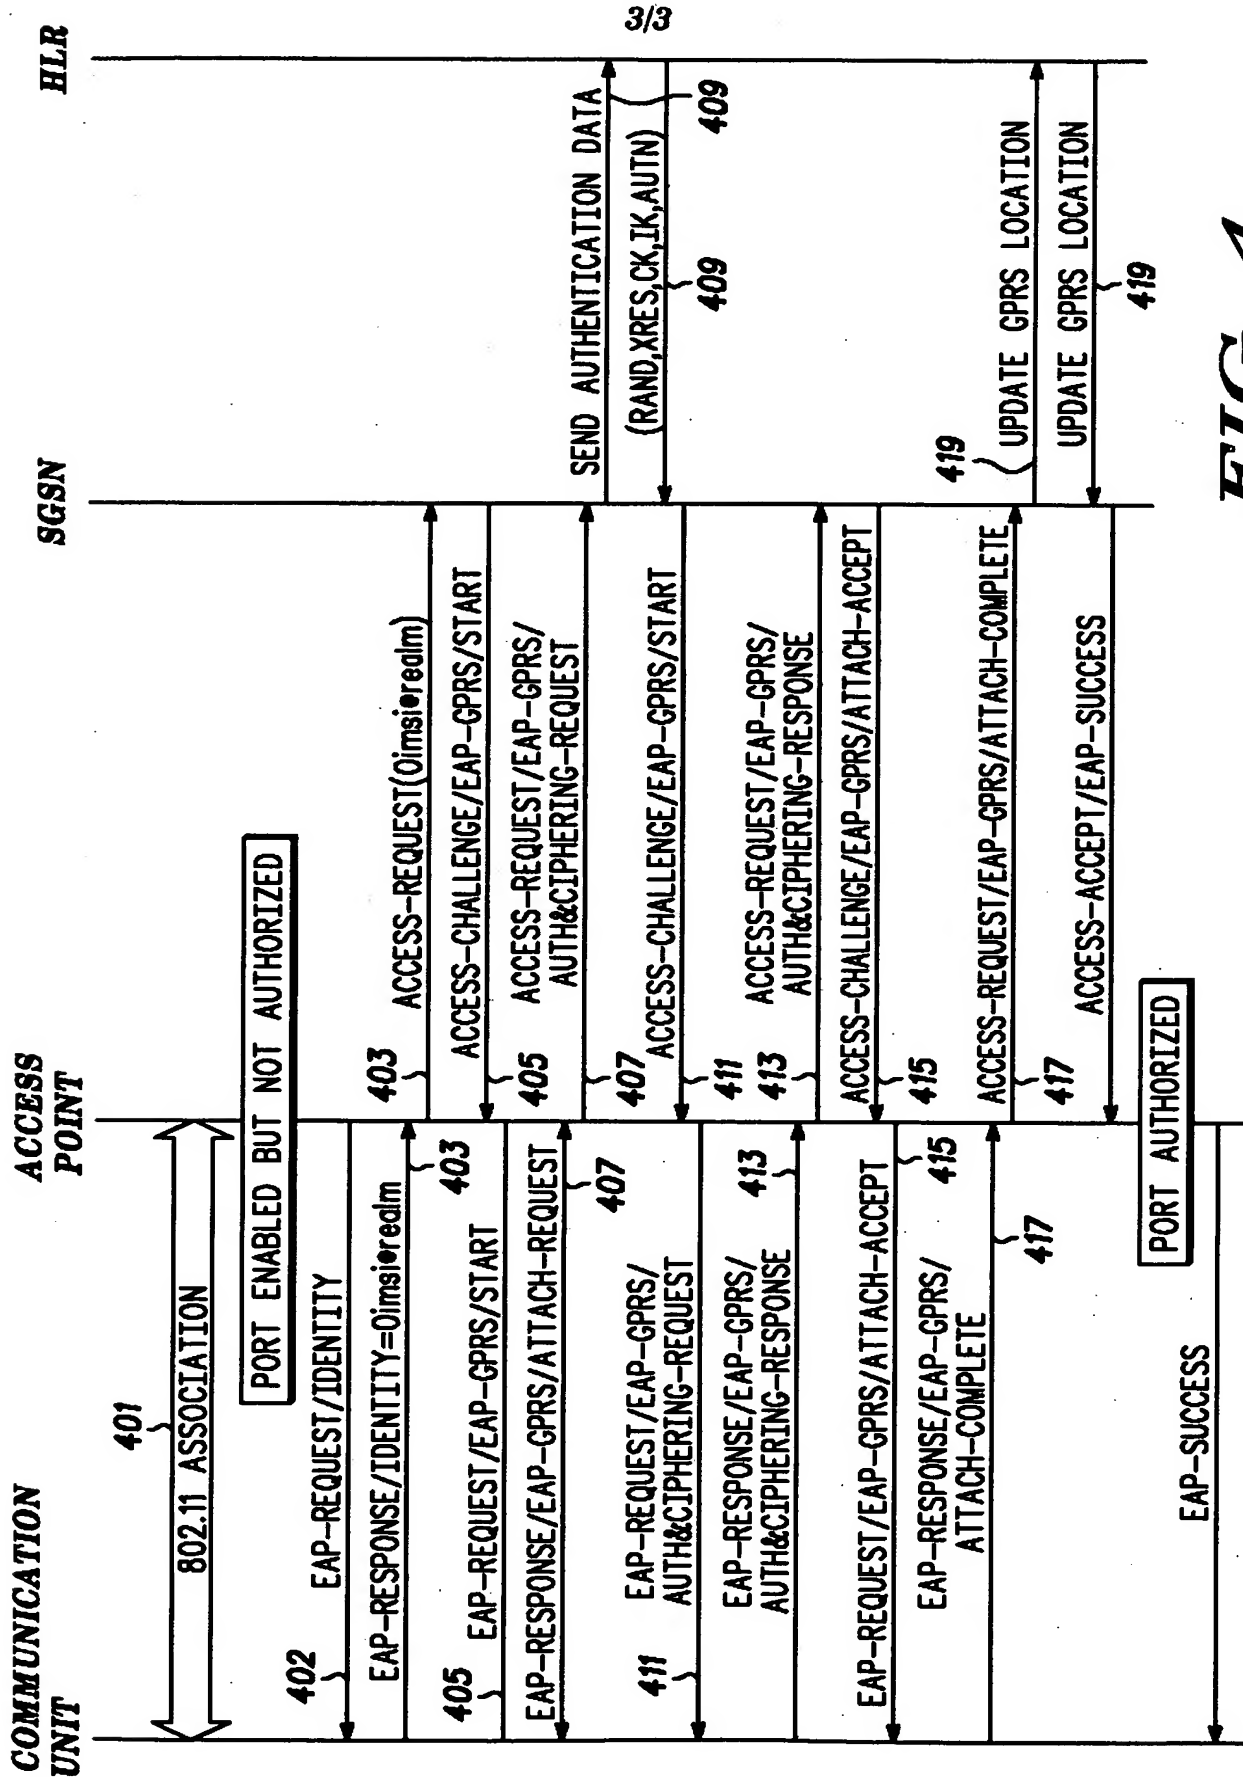 3/3
COMMUNICATION
UNIT
ACCESS
POINT
SGSN
HLR
401
802.11 ASSOCIATION
PORT ENABLED BUT NOT AUTHORIZED
402
EAP-REQUEST/IDENTITY
EAP-RESPONSE/IDENTITY=0imsi@realm
403
403
ACCESS-REQUEST(0imsi@realm)
405
EAP-REQUEST/EAP-GPRS/START
ACCESS-CHALLENGE/EAP-GPRS/START
405
EAP-RESPONSE/EAP-GPRS/ATTACH-REQUEST
407
ACCESS-REQUEST/EAP-GPRS/
AUTH&CIPHERING-REQUEST
407
SEND AUTHENTICATION DATA
409
(RAND,XRES,CK,IK,AUTN)
409
EAP-REQUEST/EAP-GPRS/
AUTH&CIPHERING-REQUEST
411
ACCESS-CHALLENGE/EAP-GPRS/START
411
EAP-RESPONSE/EAP-GPRS/
AUTH&CIPHERING-RESPONSE
413
413
ACCESS-REQUEST/EAP-GPRS/
AUTH&CIPHERING-RESPONSE
ACCESS-CHALLENGE/EAP-GPRS/ATTACH-ACCEPT
415
EAP-REQUEST/EAP-GPRS/ATTACH-ACCEPT
415
EAP-RESPONSE/EAP-GPRS/
ATTACH-COMPLETE
417
ACCESS-REQUEST/EAP-GPRS/ATTACH-COMPLETE
417
419
UPDATE GPRS LOCATION
UPDATE GPRS LOCATION
419
ACCESS-ACCEPT/EAP-SUCCESS
PORT AUTHORIZED
EAP-SUCCESS